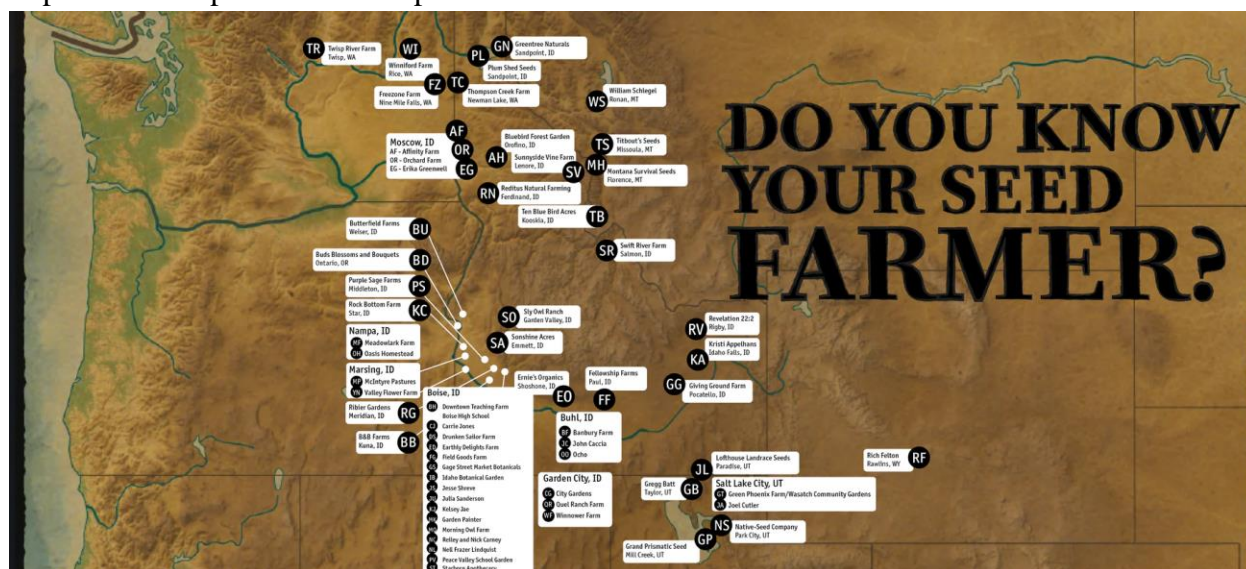 DO YOU KNOW
YOUR SEED
FARMER?
TR
Twisp River Farm
Twisp, WA
WI
Winniford Farm
Rice, WA
PL
Plum Shed Seeds
Sandpoint, ID
GN
Greentree Naturals
Sandpoint, ID
FZ
Freezone Farm
Nine Mile Falls, WA
TC
Thompson Creek Farm
Newman Lake, WA
WS
William Schlegel
Ronan, MT
Moscow, ID
AF - Affinity Farm
OR - Orchard Farm
EG - Erika Greenwell
AF
OR
EG
AH
Bluebird Forest Garden
Orofino, ID
Sunnyside Vine Farm
Lenore, ID
SV
TS
Titbout's Seeds
Missoula, MT
MH
Montana Survival Seeds
Florence, MT
RN
Reditus Natural Farming
Ferdinand, ID
Ten Blue Bird Acres
Kooskia, ID
TB
SR
Swift River Farm
Salmon, ID
Butterfield Farms
Weiser, ID
BU
Buds Blossoms and Bouquets
Ontario, OR
BD
Purple Sage Farms
Middleton, ID
PS
Rock Bottom Farm
Star, ID
KC
Nampa, ID
MF Meadowlark Farm
OH Oasis Homestead
Marsing, ID
MP McIntyre Pastures
YN Valley Flower Farm
Ribier Gardens
Meridian, ID
RG
B&B Farms
Kuna, ID
BB
SO
Sly Owl Ranch
Garden Valley, ID
SA
Sonshine Acres
Emmett, ID
Boise, ID
Downtown Teaching Farm
Boise High School
CJ Carrie Jones
Drunken Sailor Farm
Earthly Delights Farm
Field Goods Farm
Gage Street Market Botanicals
Idaho Botanical Garden
Jesse Shreve
Julia Sanderson
Kelsey Jae
Garden Painter
Morning Owl Farm
Rolley and Nick Carney
Nell Frazer Lindquist
Peace Valley School Garden
Ernie's Organics
Shoshone, ID
EO
Fellowship Farms
Paul, ID
FF
Buhl, ID
BF Banbury Farm
JC John Caccia
OO Ocho
Garden City, ID
CG City Gardens
Quel Ranch Farm
WF Winnower Farm
RV
Revelation 22:2
Rigby, ID
KA
Kristi Appelhans
Idaho Falls, ID
GG
Giving Ground Farm
Pocatello, ID
JL
Lofthouse Landrace Seeds
Paradise, UT
Gregg Batt
Taylor, UT
GB
Salt Lake City, UT
GT Green Phoenix Farm/Wasatch Community Gardens
JA Joel Cutler
NS
Native-Seed Company
Park City, UT
Grand Prismatic Seed
Mill Creek, UT
GP
Rich Felton
Rawlins, WY
RF